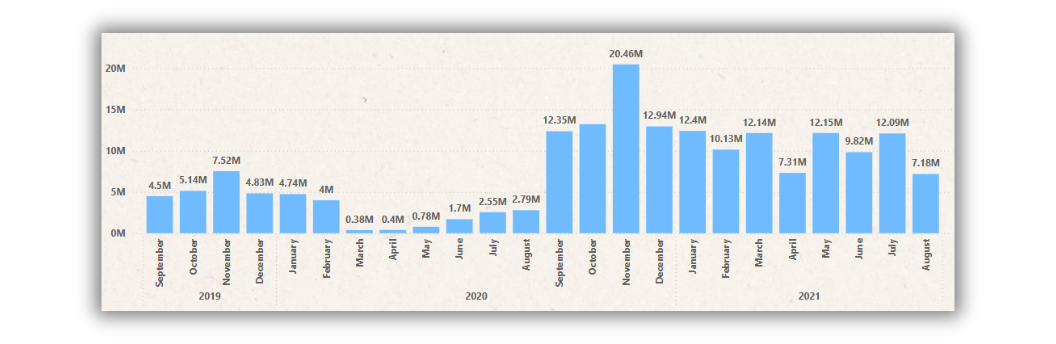 20M
15M
10M
5M
0M
4.5M
5.14M
7.52M
4.83M
4.74M
4M
0.38M
0.4M
0.78M
1.7M
2.55M
2.79M
12.35M
20.46M
12.94M
12.4M
10.13M
12.14M
7.31M
12.15M
9.82M
12.09M
7.18M
September
October
November
December
January
February
March
April
May
June
July
August
September
October
November
December
January
February
March
April
May
June
July
August
2019
2020
2021